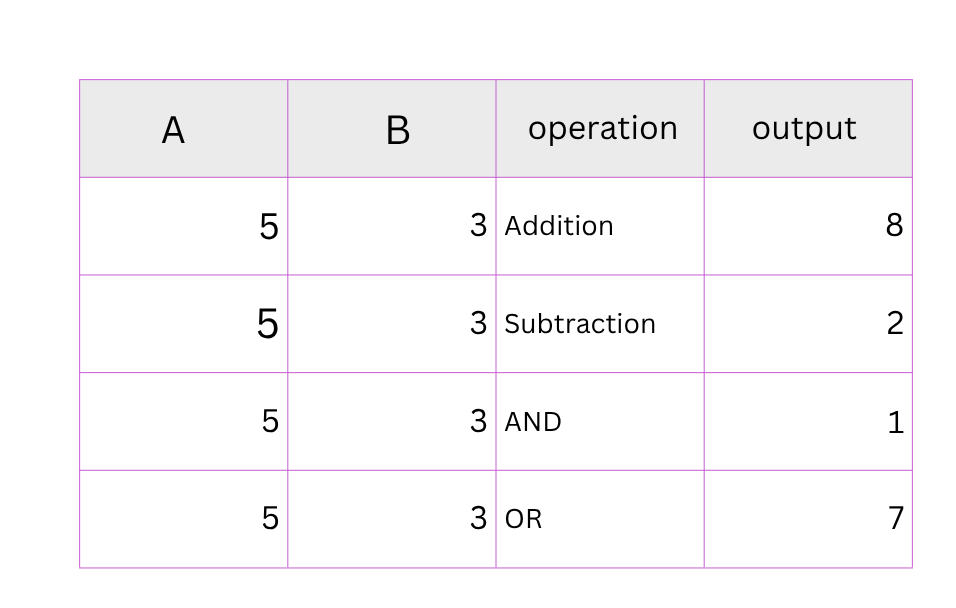 A B operation output
5 3 Addition 8
5 3 Subtraction 2
5 3 AND 1
5 3 OR 7